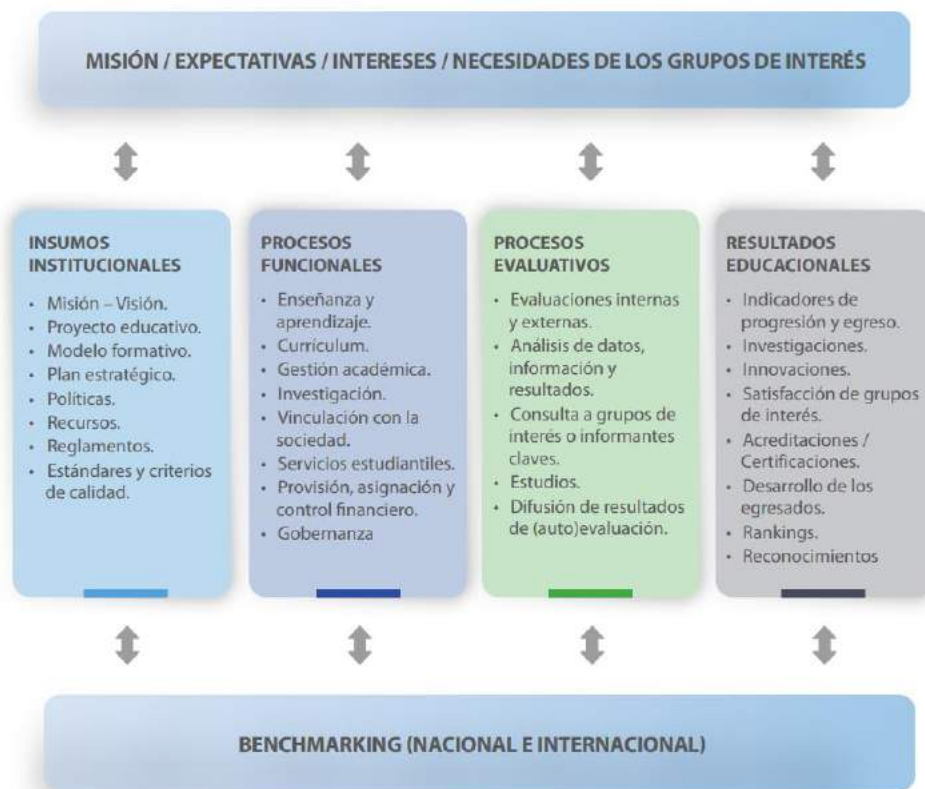 MISIÓN / EXPECTATIVAS / INTERESES / NECESIDADES DE LOS GRUPOS DE INTERÉS
INSUMOS
INSTITUCIONALES
• Misión – Visión.
• Proyecto educativo.
• Modelo formativo.
• Plan estratégico.
• Políticas.
• Recursos.
• Reglamentos.
• Estándares y criterios
de calidad.
PROCESOS
FUNCIONALES
• Enseñanza y
aprendizaje.
• Currículum.
• Gestión académica.
• Investigación.
• Vinculación con la
sociedad.
• Servicios estudiantiles.
• Provisión, asignación y
control financiero.
• Gobernanza
PROCESOS
EVALUATIVOS
• Evaluaciones internas
y externas.
• Análisis de datos,
información y
resultados.
• Consulta a grupos de
interés o informantes
claves.
• Estudios.
• Difusión de resultados
de (auto)evaluación.
RESULTADOS
EDUCACIONALES
• Indicadores de
progresión y egreso.
• Investigaciones.
• Innovaciones.
• Satisfacción de grupos
de interés.
• Acreditaciones /
Certificaciones.
• Desarrollo de los
egresados.
• Rankings.
• Reconocimientos
BENCHMARKING (NACIONAL E INTERNACIONAL)